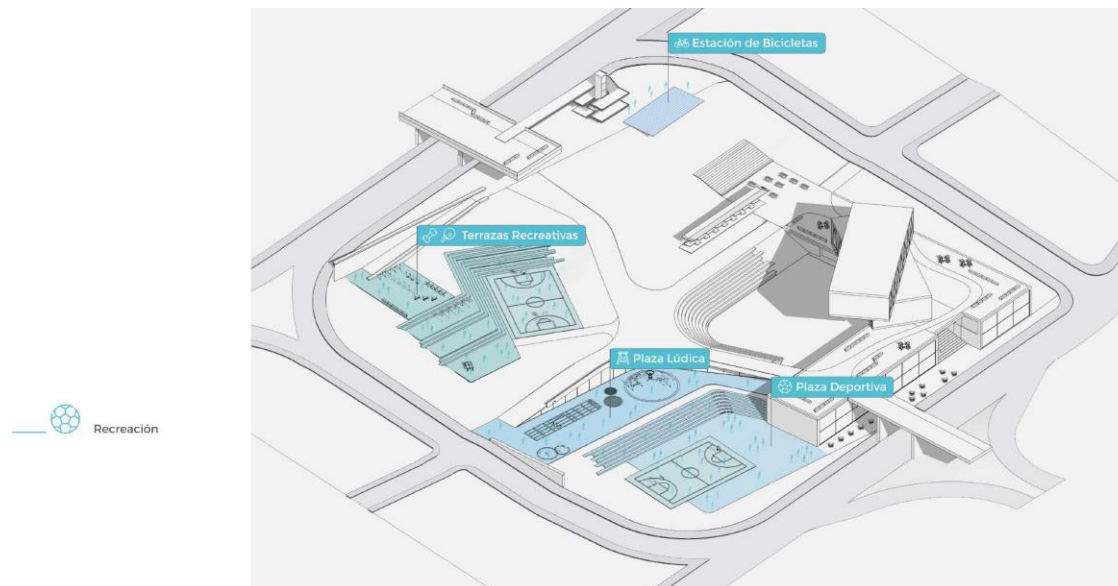 Estación de Bicicletas
Terrazas Recreativas
Plaza Lúdica
Plaza Deportiva
Recreación